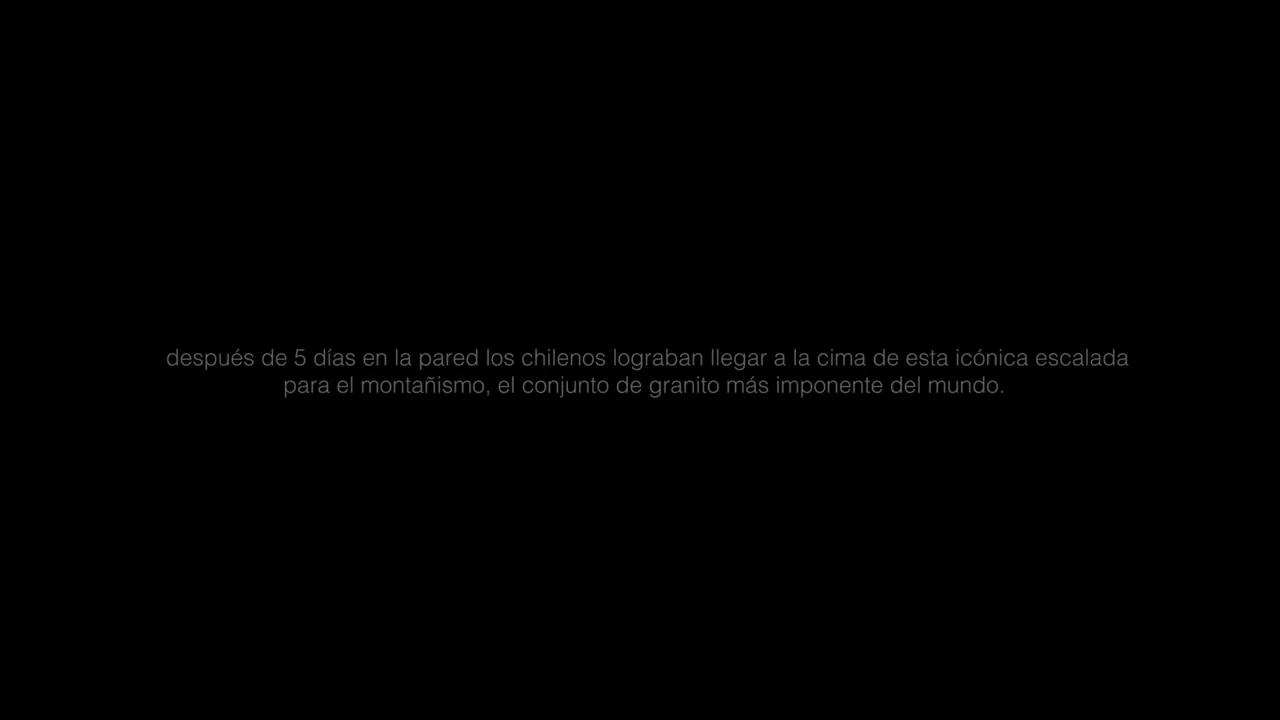 después de 5 días en la pared los chilenos lograban llegar a la cima de esta icónica escalada
para el montañismo, el conjunto de granito más imponente del mundo.